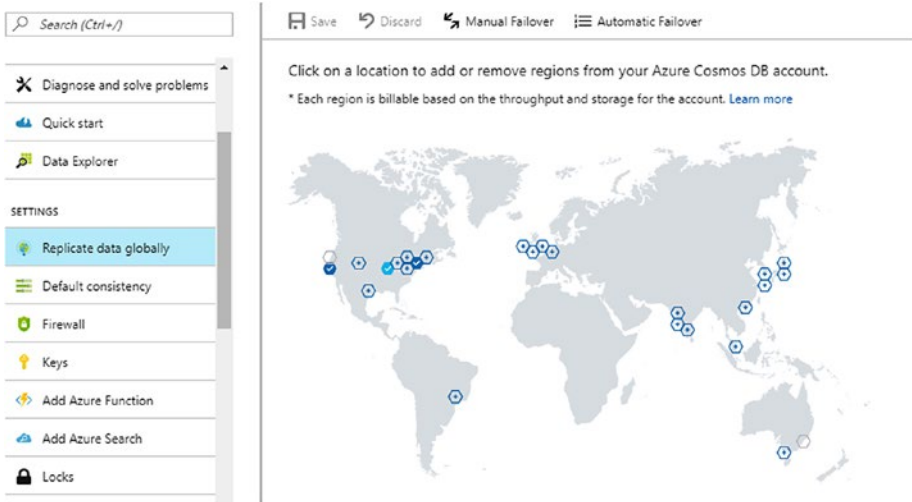 Search (Ctrl+/)
Diagnose and solve problems
Quick start
Data Explorer
SETTINGS
Replicate data globally
Default consistency
Firewall
Keys
Add Azure Function
Add Azure Search
Locks
Save Discard Manual Failover Automatic Failover
Click on a location to add or remove regions from your Azure Cosmos DB account.
* Each region is billable based on the throughput and storage for the account. Learn more